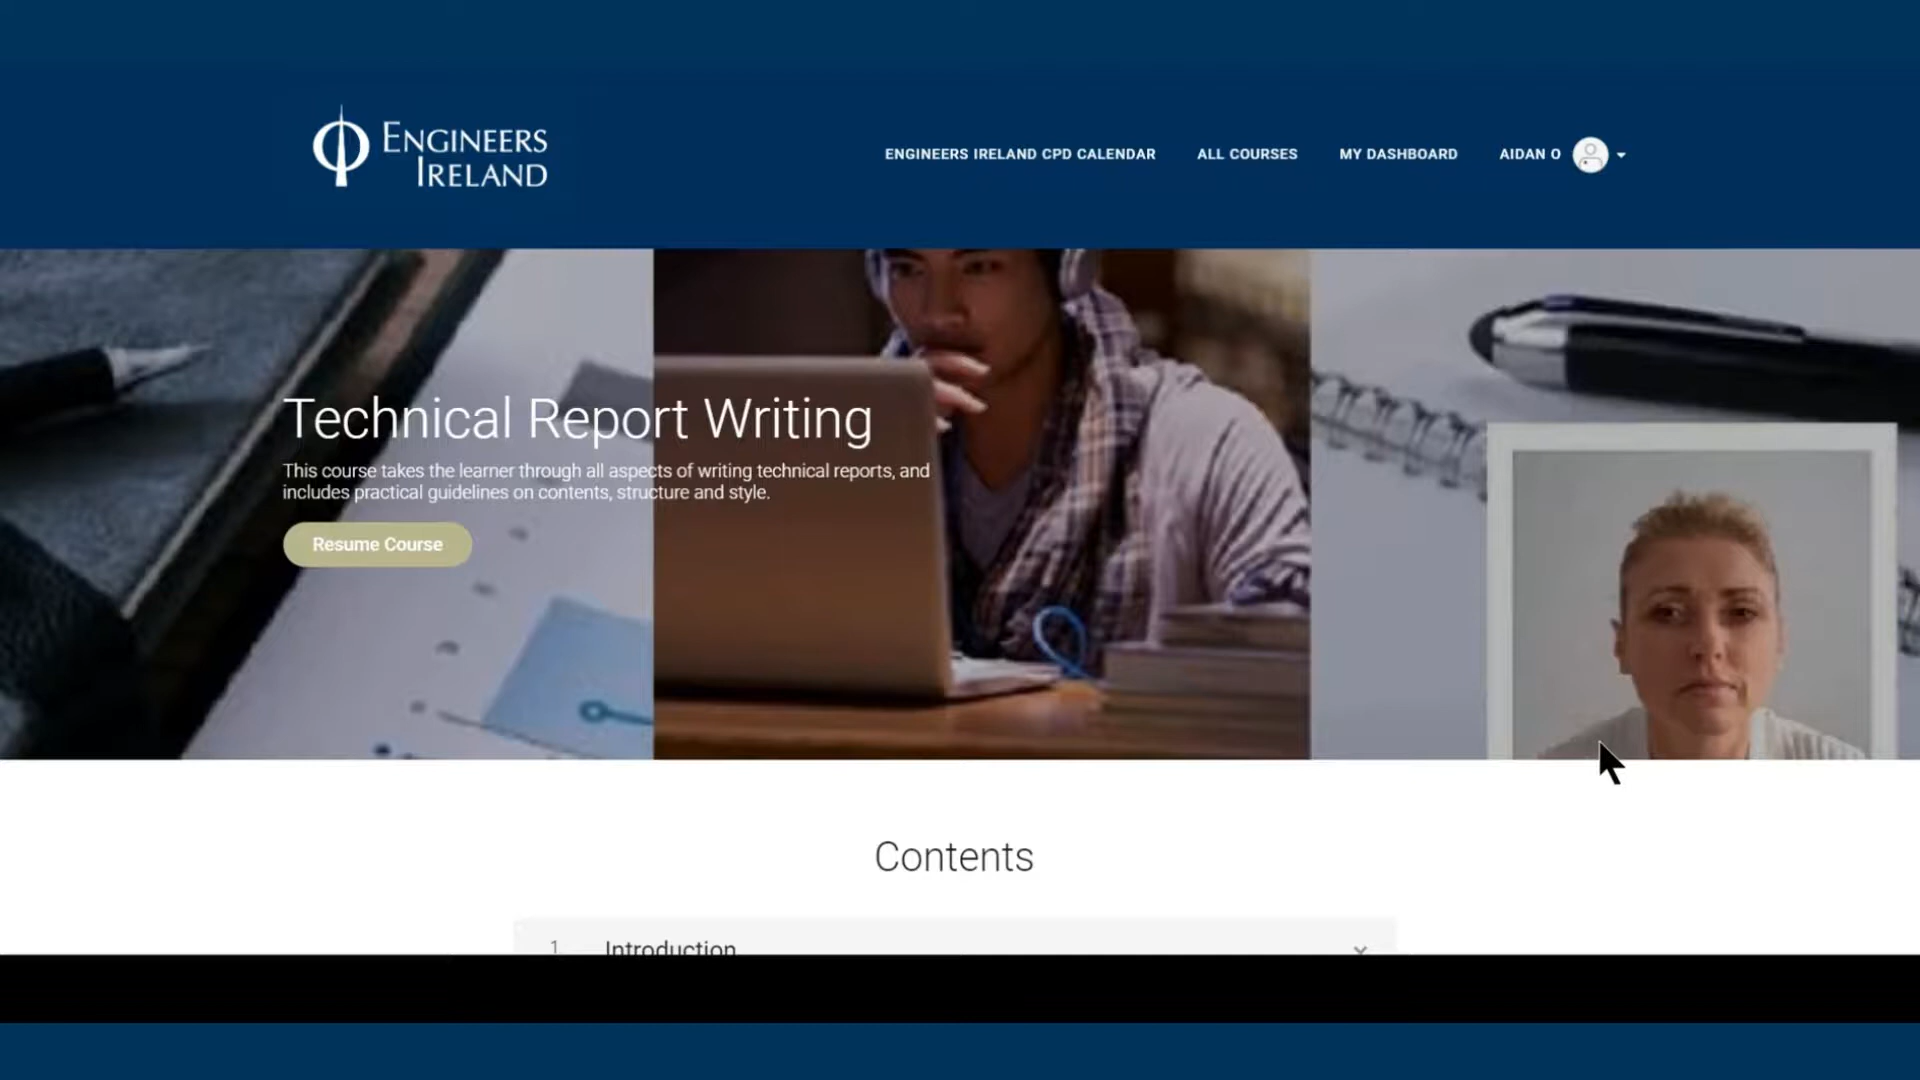 ENGINEERS
IRELAND
ENGINEERS IRELAND CPD CALENDAR
ALL COURSES
MY DASHBOARD
AIDAN O
Technical Report Writing
This course takes the learner through all aspects of writing technical reports, and
includes practical guidelines on contents, structure and style.
Resume Course
Contents
1 Introduction